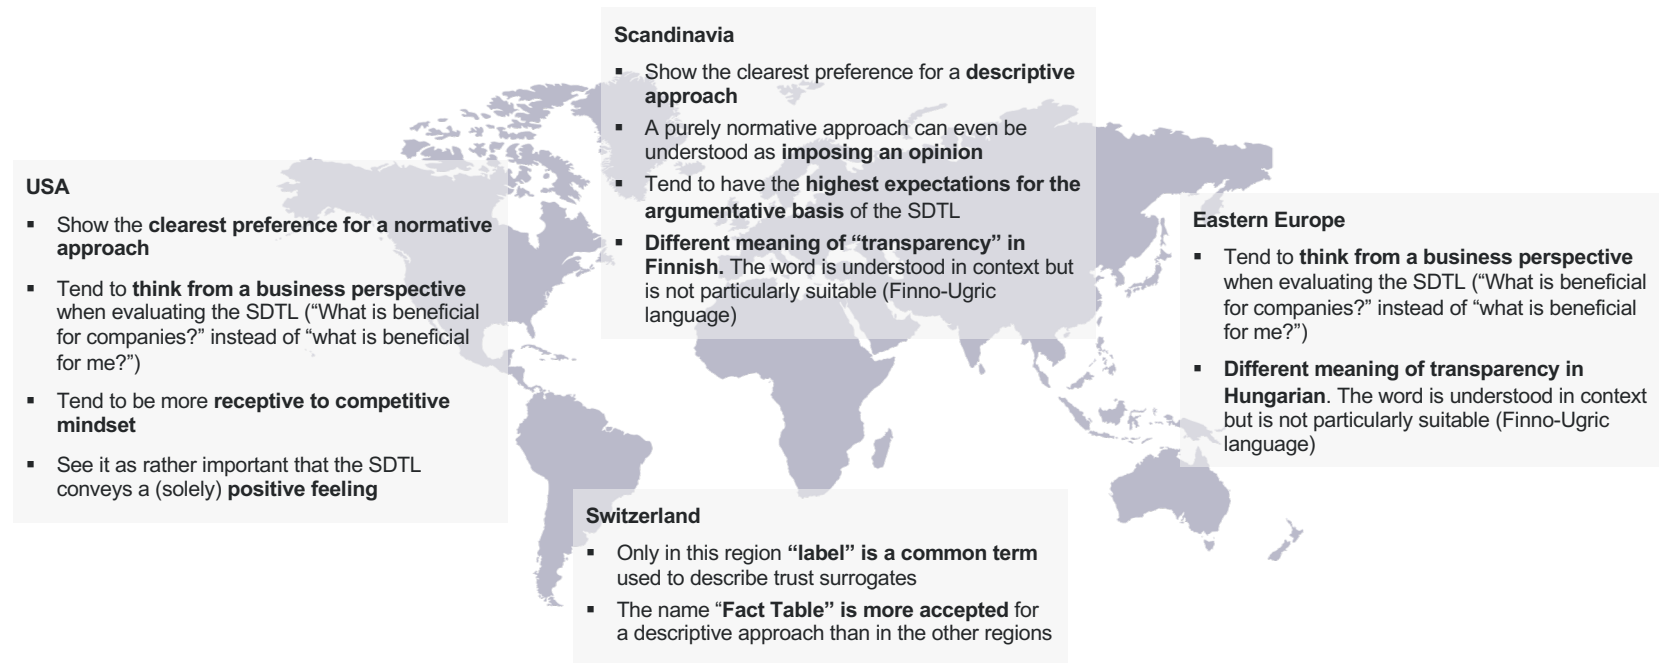 Scandinavia
▪ Show the clearest preference for a descriptive
approach
▪ A purely normative approach can even be
understood as imposing an opinion
▪ Tend to have the highest expectations for the
argumentative basis of the SDTL
▪ Different meaning of “transparency” in
Finnish. The word is understood in context but
is not particularly suitable (Finno-Ugric
language)
USA
▪ Show the clearest preference for a normative
approach
▪ Tend to think from a business perspective
when evaluating the SDTL (“What is beneficial
for companies?” instead of “what is beneficial
for me?”)
▪ Tend to be more receptive to competitive
mindset
▪ See it as rather important that the SDTL
conveys a (solely) positive feeling
Eastern Europe
▪ Tend to think from a business perspective
when evaluating the SDTL (“What is beneficial
for companies?” instead of “what is beneficial
for me?”)
▪ Different meaning of transparency in
Hungarian. The word is understood in context
but is not particularly suitable (Finno-Ugric
language)
Switzerland
▪ Only in this region “label” is a common term
used to describe trust surrogates
▪ The name “Fact Table” is more accepted for
a descriptive approach than in the other regions